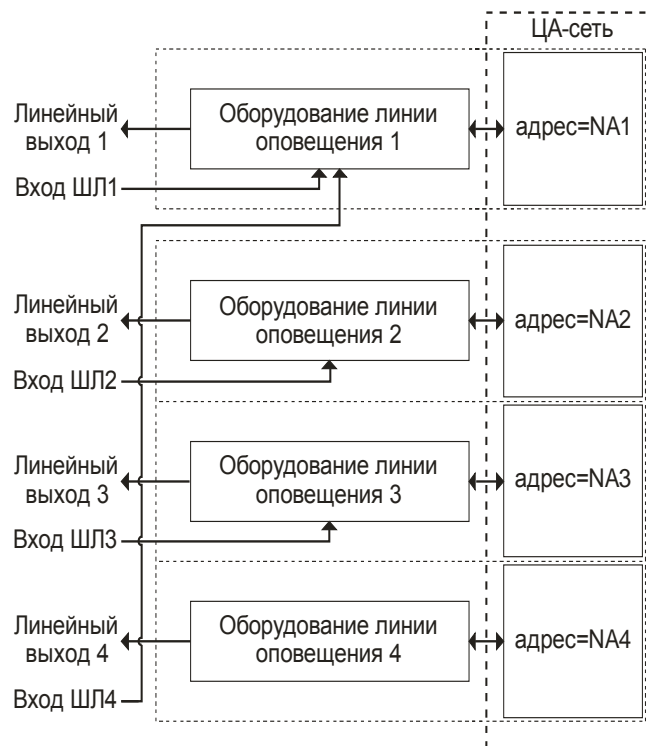 ЦА-сеть
Линейный
выход 1
Оборудование линии
оповещения 1
адрес=NA1
Вход ШЛ1
Линейный
выход 2
Оборудование линии
оповещения 2
адрес=NA2
Вход ШЛ2
Линейный
выход 3
Оборудование линии
оповещения 3
адрес=NA3
Вход ШЛ3
Линейный
выход 4
Оборудование линии
оповещения 4
адрес=NA4
Вход ШЛ4